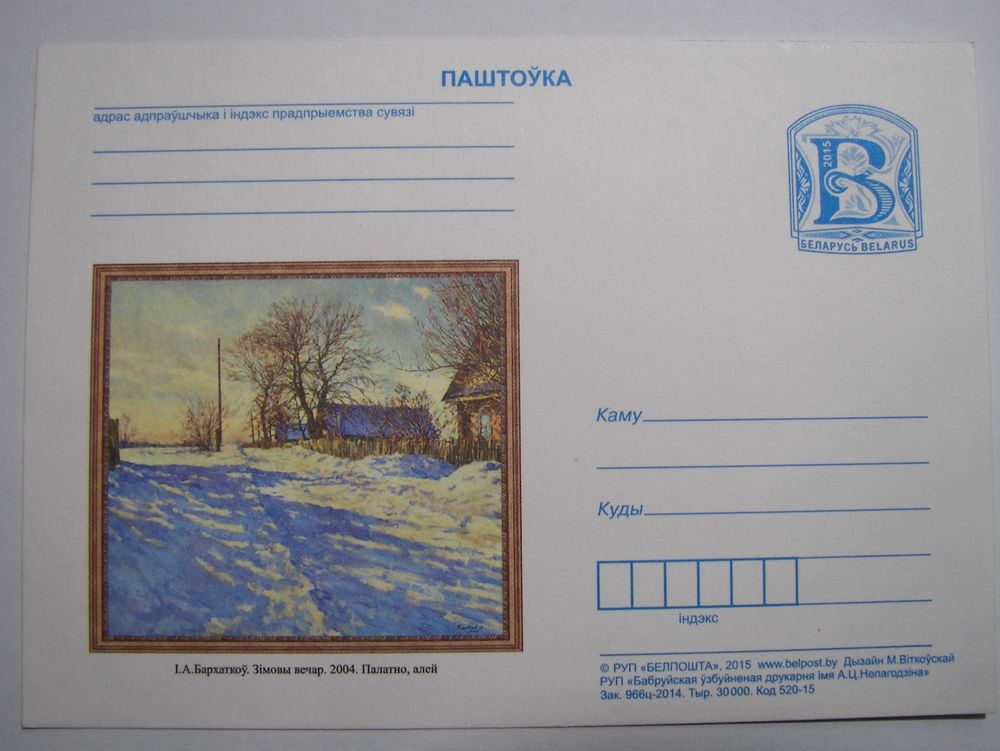 ПАШТОЎКА
адрас адпраўшчыка і індэкс прадпрыемства сувязі
2015
В
БЕЛАРУСЬ BELARUS
Каму
Куды
індэкс
І.А.Бархаткоў. Зімовы вечар. 2004. Палатно, алей
© РУП «БЕЛПОШТА», 2015 www.belpost.by Дызайн М.Віткоўскай
РУП «Бабруйская ўзбуйненая друкарня імя А.Ц.Непагодзіна»
Зак. 966ц-2014. Тыр. 30000. Код 520-15